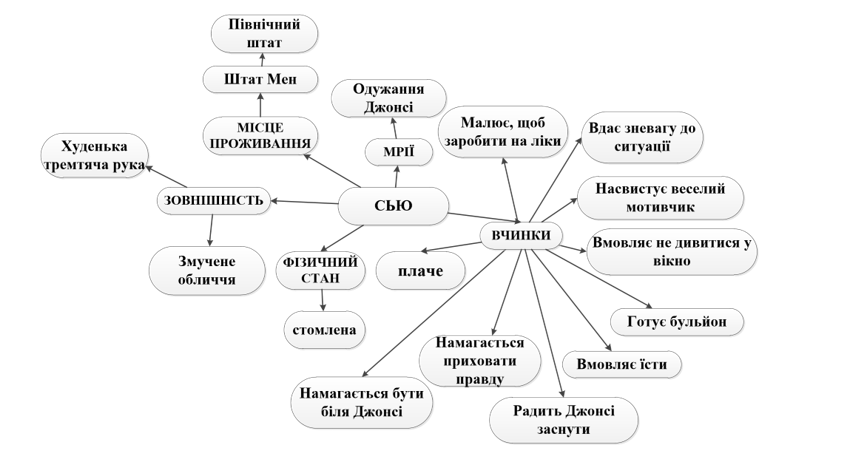 Північний
штат
Штат Мен
МІСЦЕ
ПРОЖИВАННЯ
Одужання
Джонсі
МРІЇ
Малює, щоб
заробити на ліки
Вдає зневагу до
ситуації
Худенька
тремтяча рука
ЗОВНІШНІСТЬ
Змучене
обличчя
СЬЮ
ФІЗИЧНИЙ
СТАН
стомлена
ВЧИНКИ
плаче
Насвистує веселий
мотивчик
Вмовляє не дивитися у
вікно
Готує бульйон
Вмовляє їсти
Намагається
приховати
правду
Намагається бути
біля Джонсі
Радить Джонсі
заснути